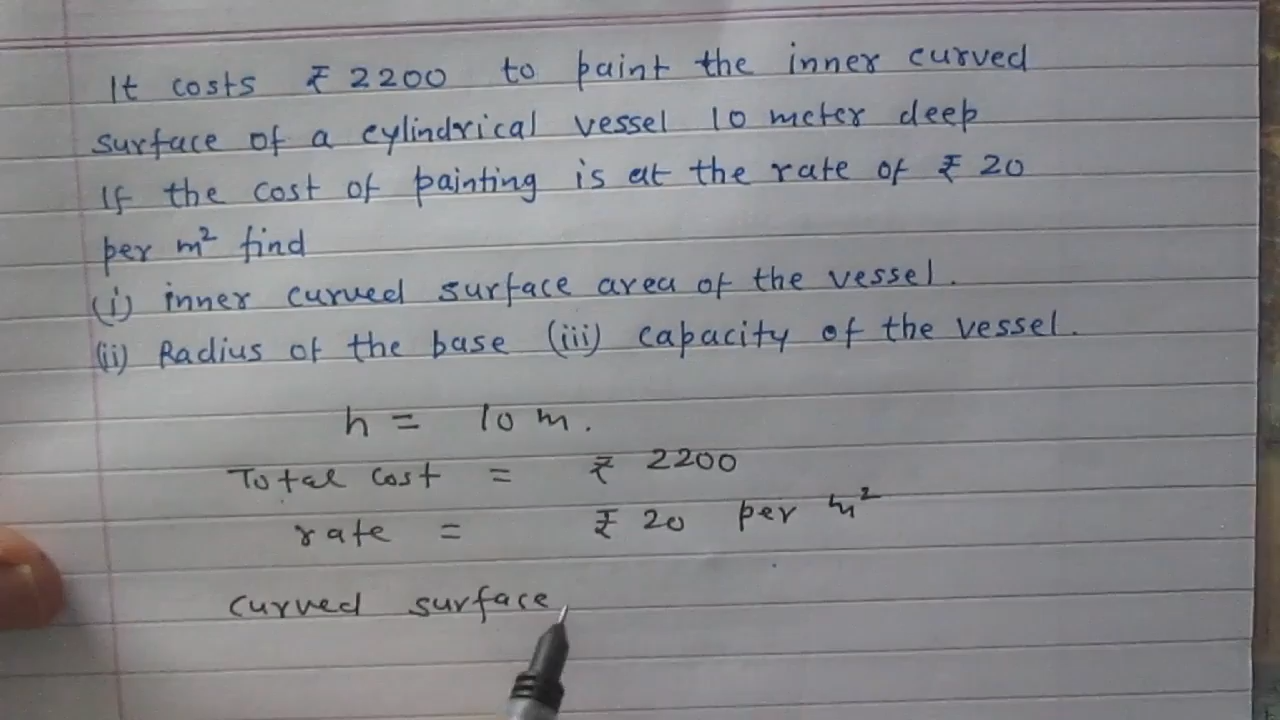 It costs ₹ 2200 to paint the inner curved
surface of a cylindrical vessel 10 meter deep
If the cost of painting is at the rate of ₹ 20
per m² find
(i) inner curved surface area of the vessel.
(ii) Radius of the base (iii) capacity of the vessel.
h = 10 m.
Total cost = ₹ 2200
rate = ₹ 20 per m²
curved surface